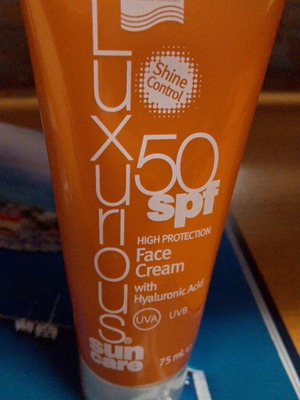 Luxurious®
sun
care
Shine
Control
50
spf
HIGH PROTECTION
Face
Cream
with
Hyaluronic Acid
UVA UVB
75 ml